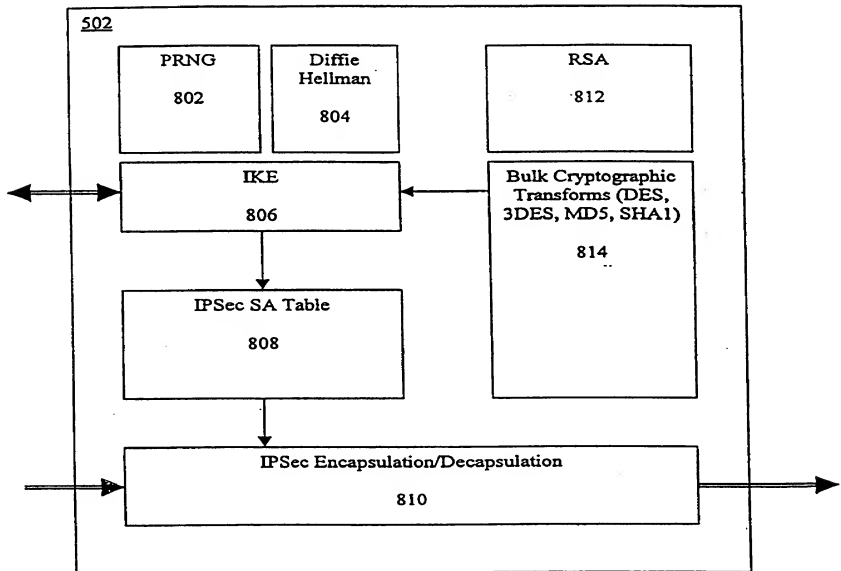 502
PRNG
802
Diffie
Hellman
804
RSA
812
IKE
806
Bulk Cryptographic
Transforms (DES,
3DES, MD5, SHA1)
814
IPSec SA Table
808
IPSec Encapsulation/Decapsulation
810